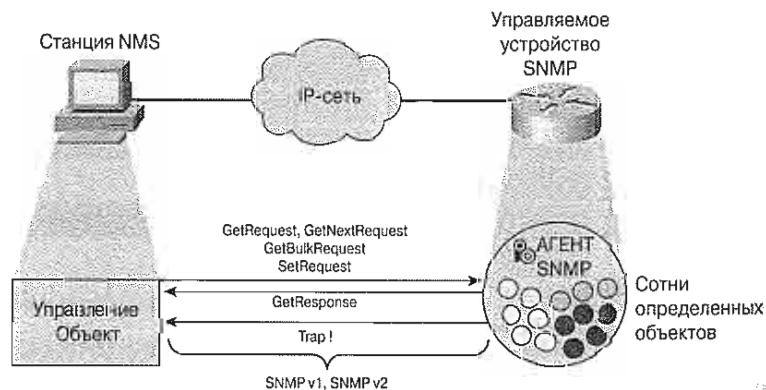 Станция NMS
Управляемое
устройство
SNMP
IP-сеть
GetRequest, GetNextRequest
GetBulkRequest
SetRequest
АГЕНТ
SNMP
Сотни
определенных
объектов
Управление
Объект
GetResponse
Trap !
SNMP v1, SNMP v2